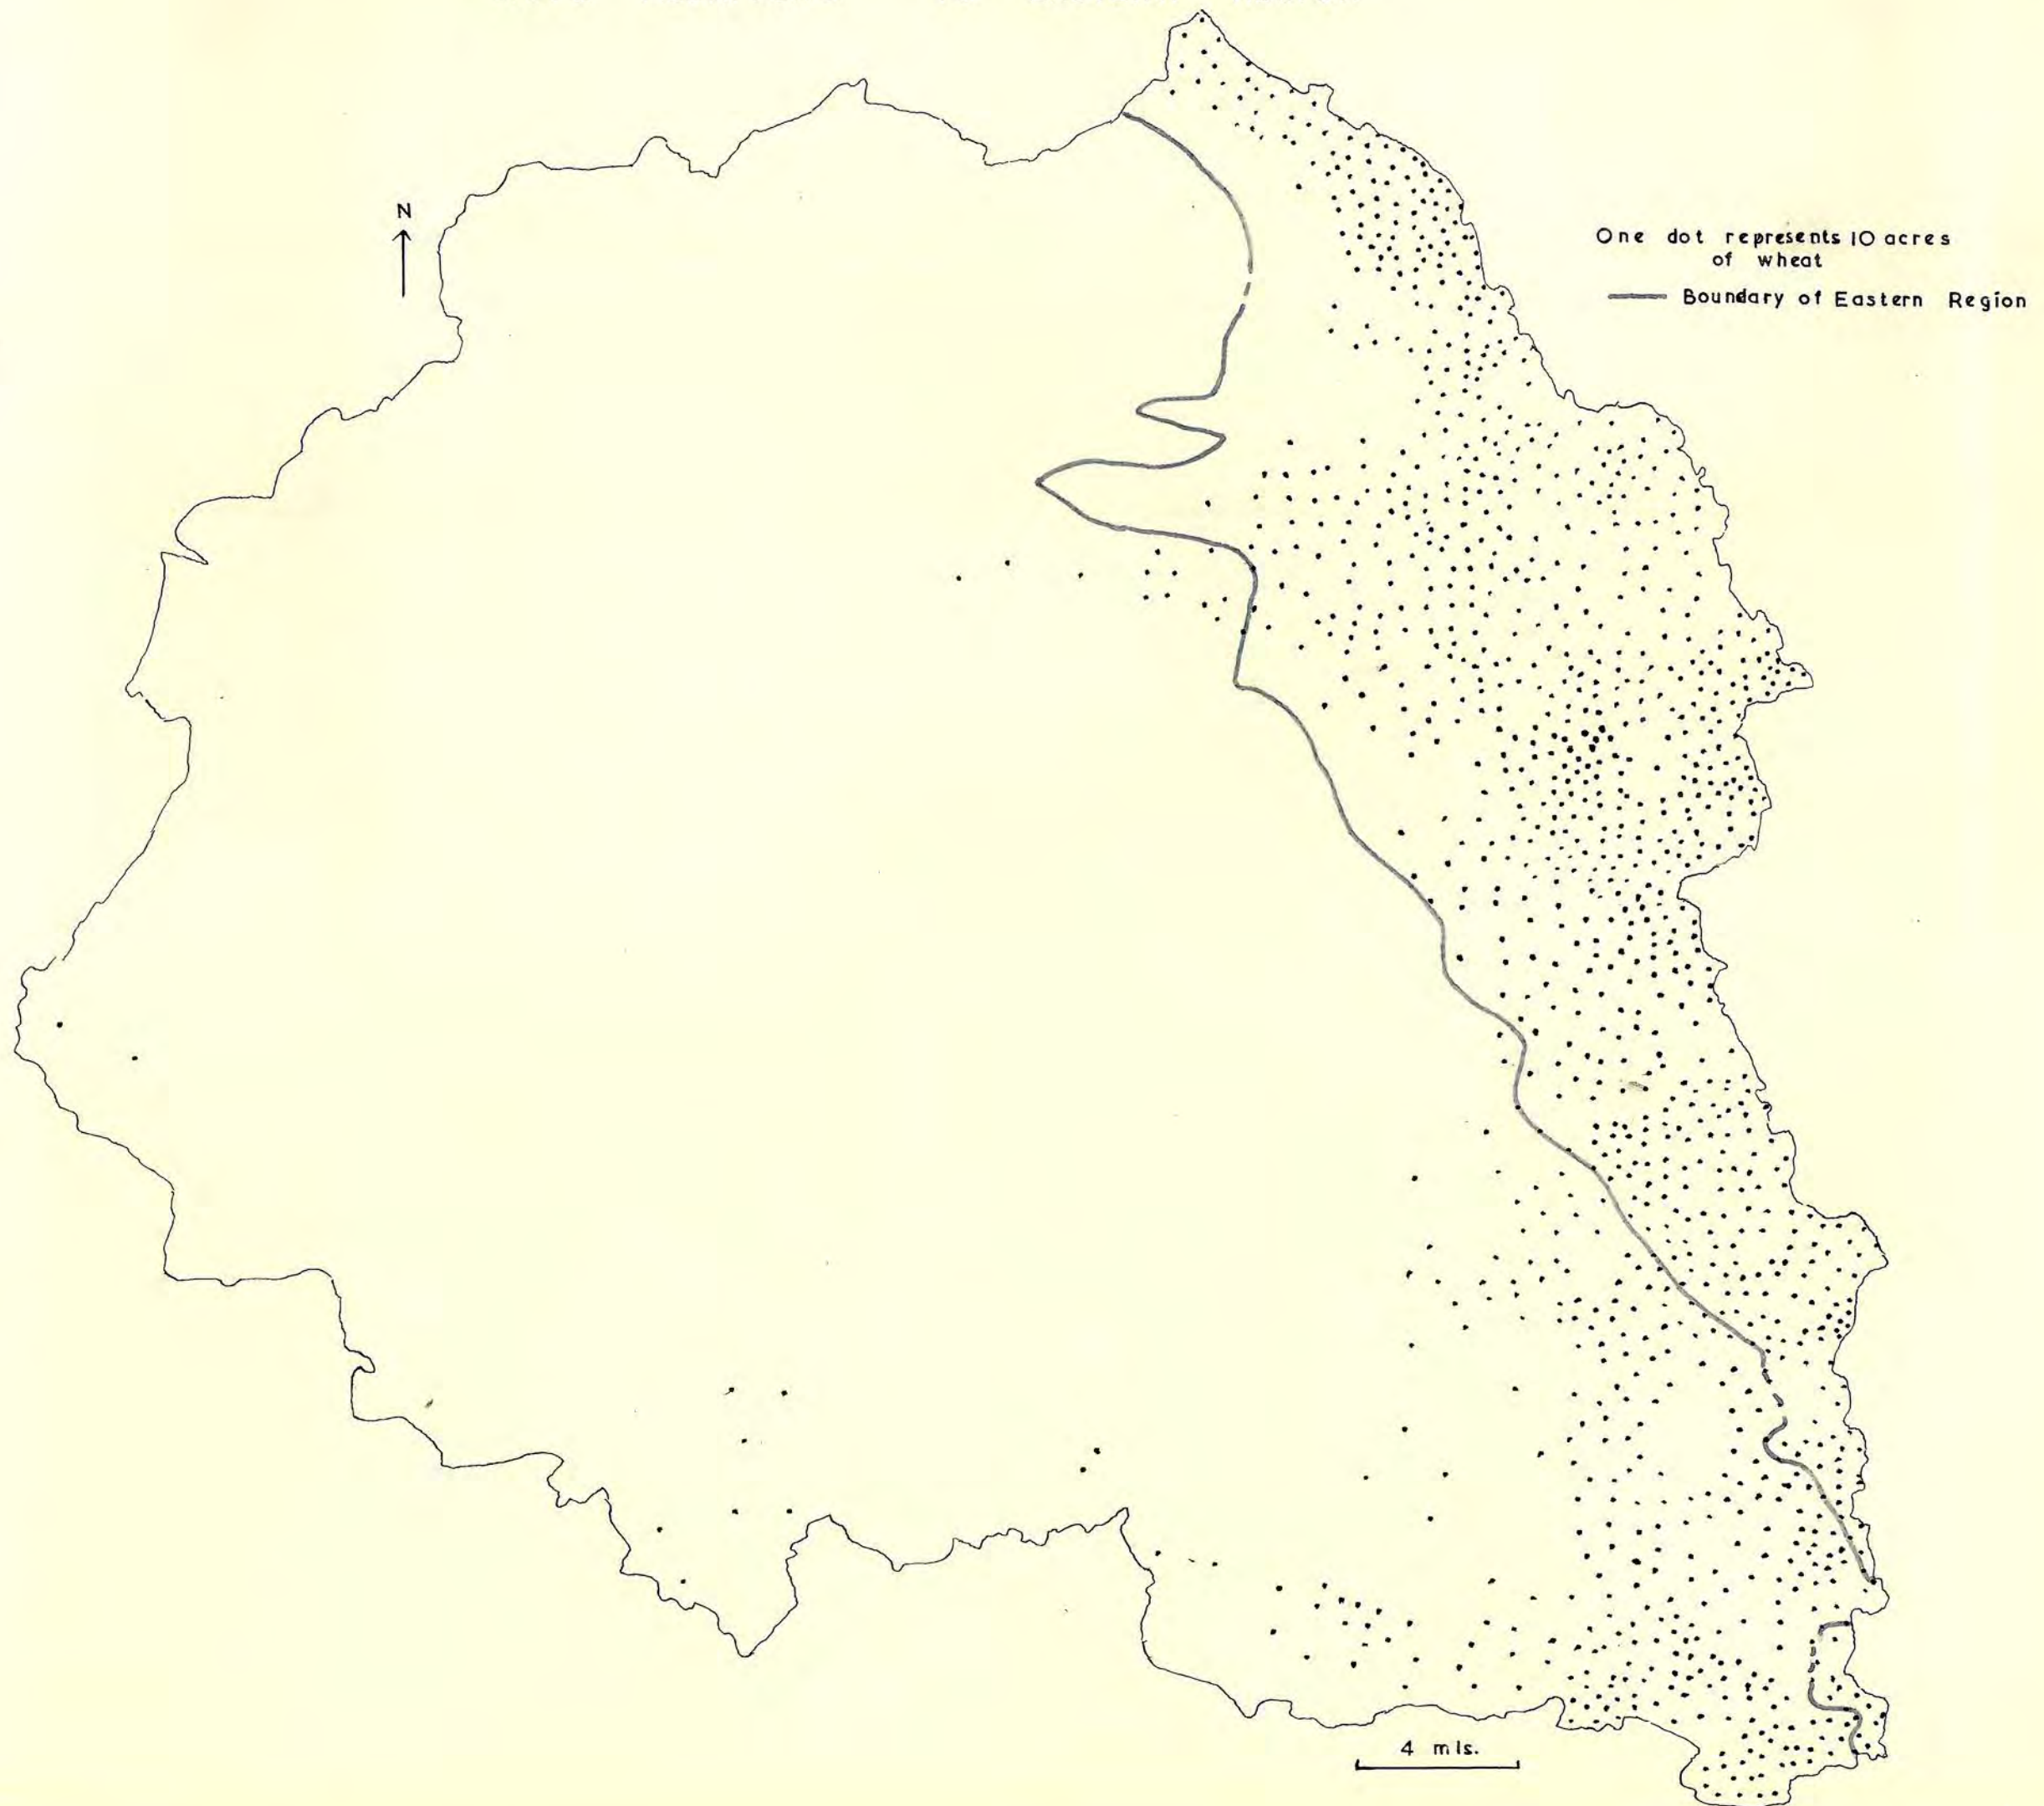 N
One dot represents 10 acres
of wheat
Boundary of Eastern Region
4 mls.